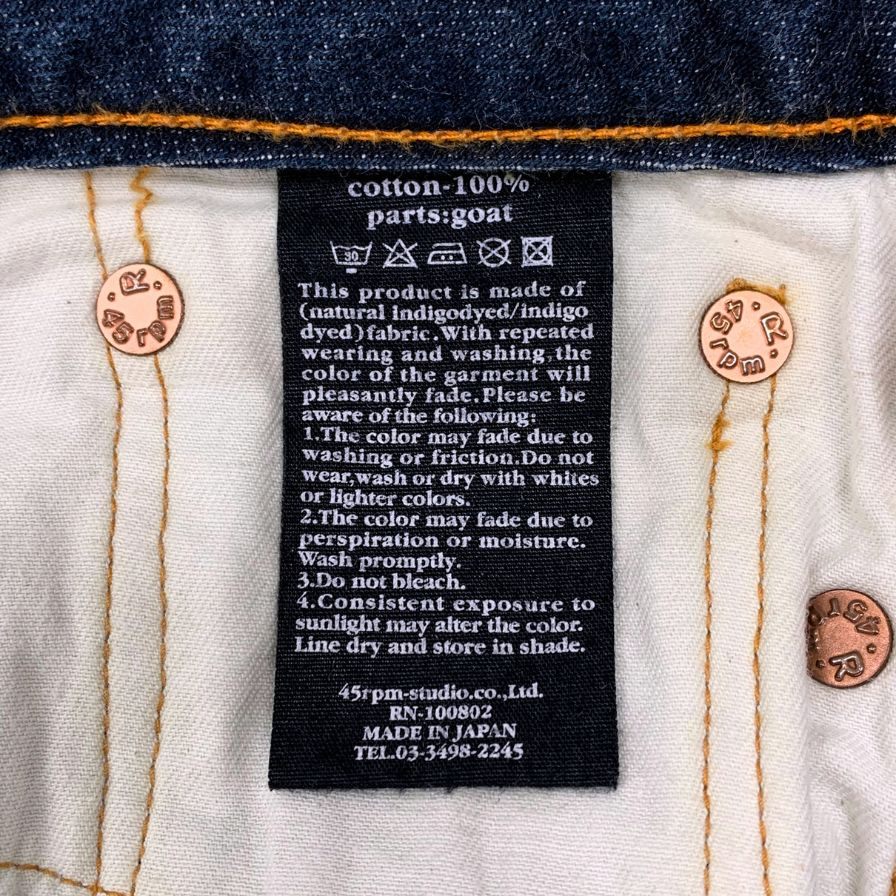 cotton-100%
parts:goat
30
This product is made of
(natural indigodyed/indigo
dyed)fabric.With repeated
wearing and washing,the
color of the garment will
pleasantly fade.Please be
aware of the following:
1.The color may fade due to
washing or friction.Do not
wear,wash or dry with whites
or lighter colors.
2.The color may fade due to
perspiration or moisture.
Wash promptly.
3.Do not bleach.
4.Consistent exposure to
sunlight may alter the color.
Line dry and store in shade.
45rpm-studio.co.,Ltd.
RN-100802
MADE IN JAPAN
TEL.03-3498-2245
R·45rpm·
R·45rpm·
R·45rp